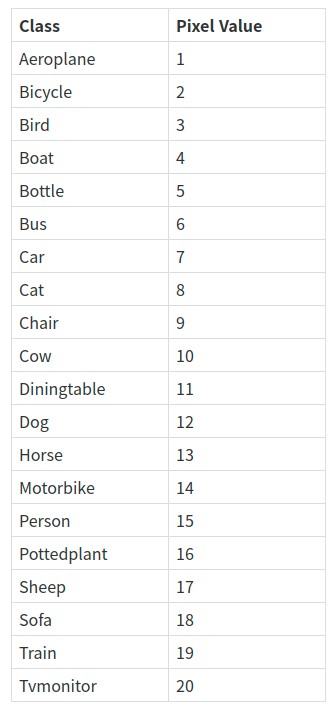 Class Pixel Value
Aeroplane 1
Bicycle 2
Bird 3
Boat 4
Bottle 5
Bus 6
Car 7
Cat 8
Chair 9
Cow 10
Diningtable 11
Dog 12
Horse 13
Motorbike 14
Person 15
Pottedplant 16
Sheep 17
Sofa 18
Train 19
Tvmonitor 20